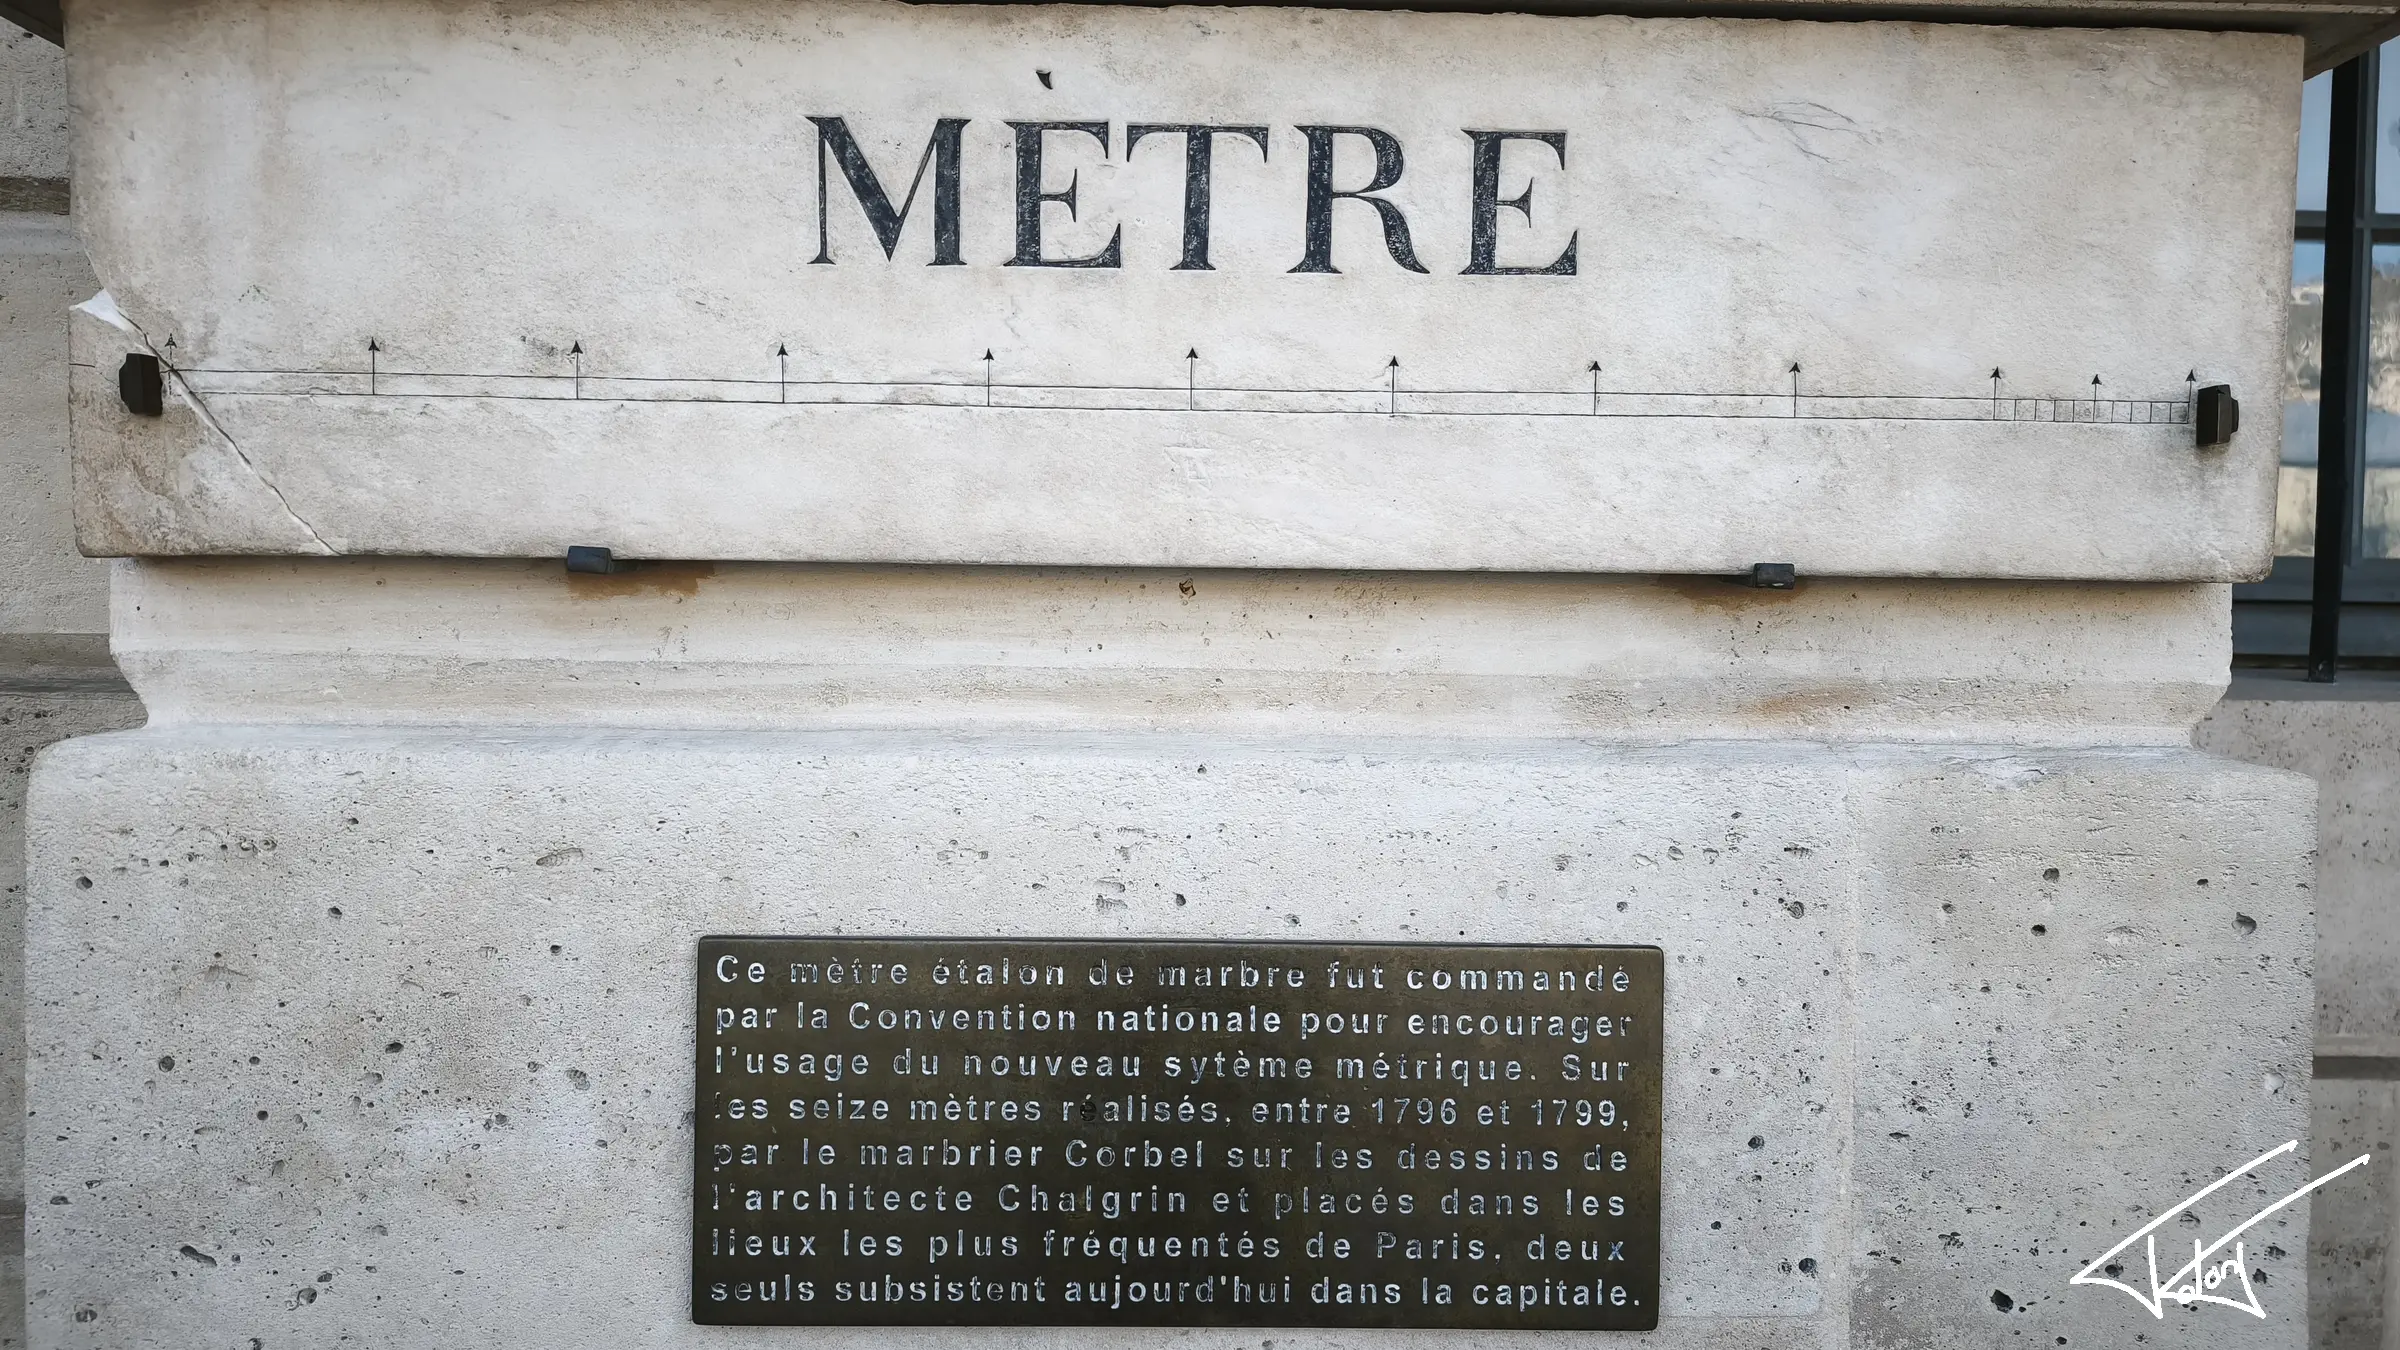 MÈTRE
Ce mètre étalon de marbre fut commandé
par la Convention nationale pour encourager
l'usage du nouveau sytème métrique. Sur
les seize mètres réalisés, entre 1796 et 1799,
par le marbrier Corbel sur les dessins de
l'architecte Chalgrin et placés dans les
lieux les plus fréquentés de Paris, deux
seuls subsistent aujourd'hui dans la capitale.